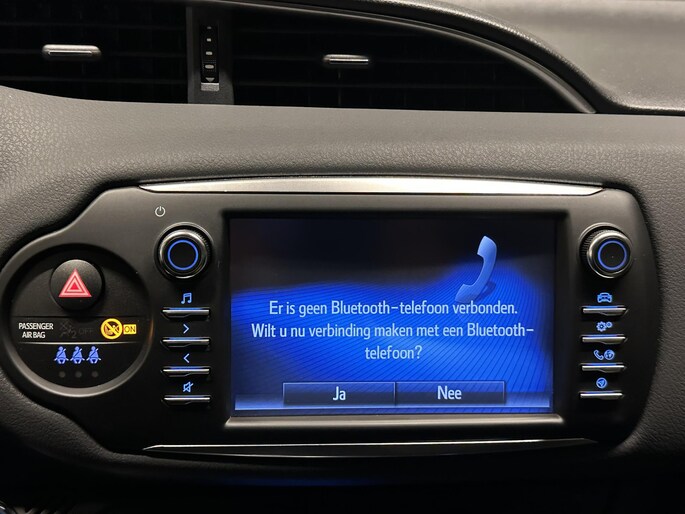 Er is geen Bluetooth-telefoon verbonden.
Wilt u nu verbinding maken met een Bluetooth-
telefoon?
Ja
Nee
PASSENGER
AIR BAG
ON